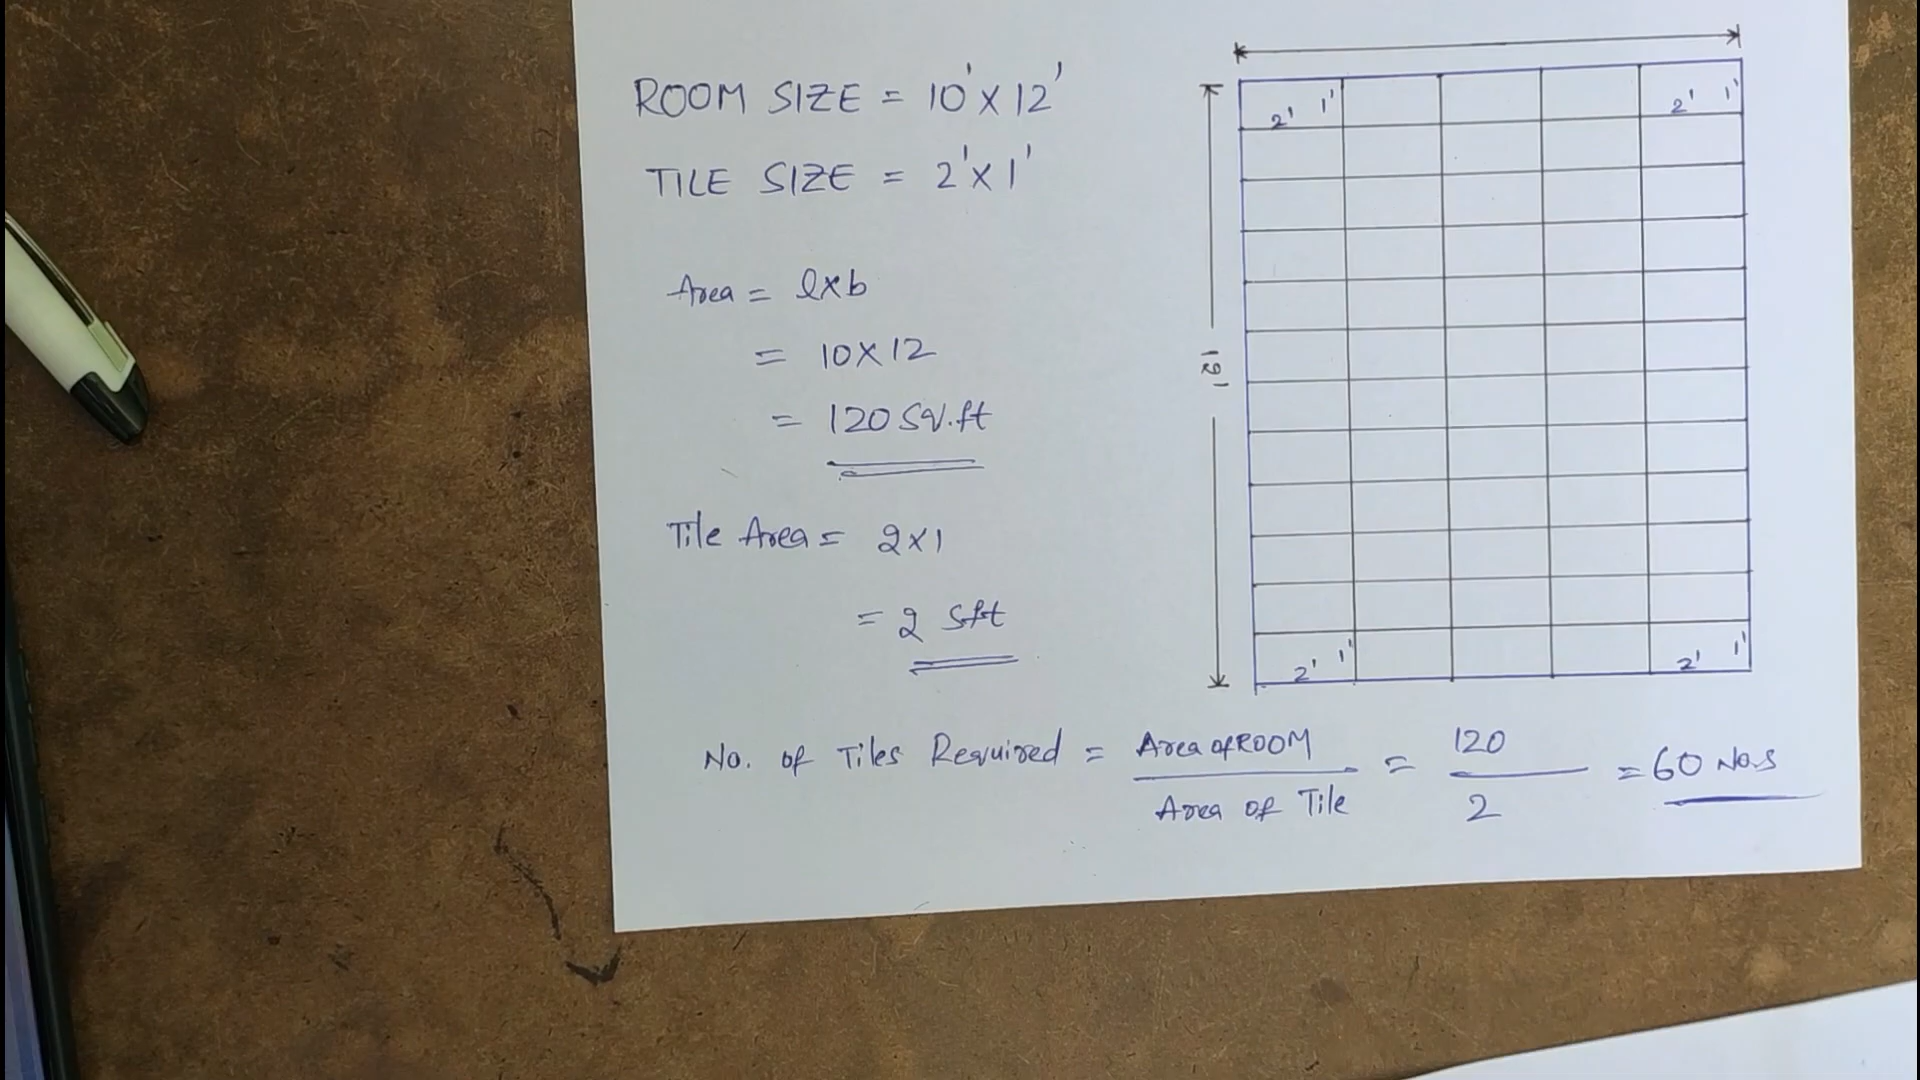 ROOM SIZE = 10' X 12'
TILE SIZE = 2' X 1'
Area = l×b
= 10 X 12
= 120 SV.ft
Tile Area = 2 x 1
= 2 Sft
No. of Tiles Required = Area of ROOM / Area of Tile = 120 / 2 = 60 Nos
2' 1'
2' 1'
12'
2' 1'
2' 1'